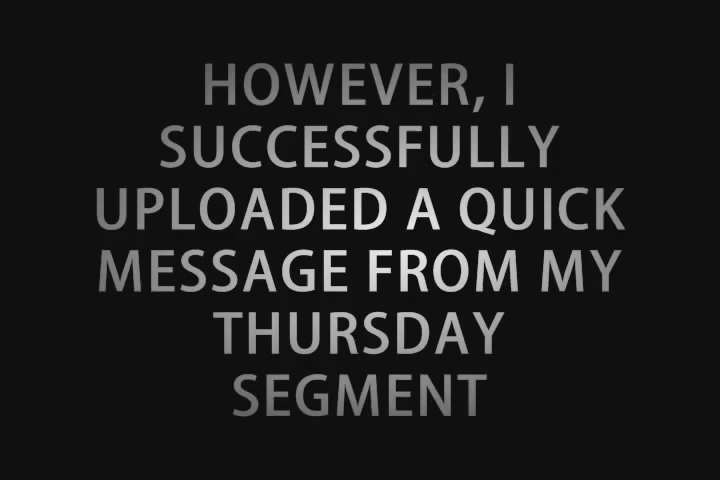 HOWEVER, I
SUCCESSFULLY
UPLOADED A QUICK
MESSAGE FROM MY
THURSDAY
SEGMENT